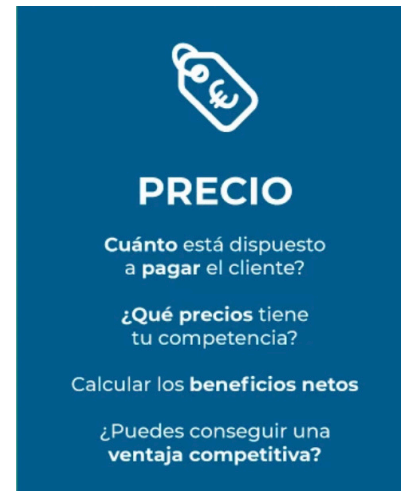 PRECIO
Cuánto está dispuesto
a pagar el cliente?
¿Qué precios tiene
tu competencia?
Calcular los beneficios netos
¿Puedes conseguir una
ventaja competitiva?